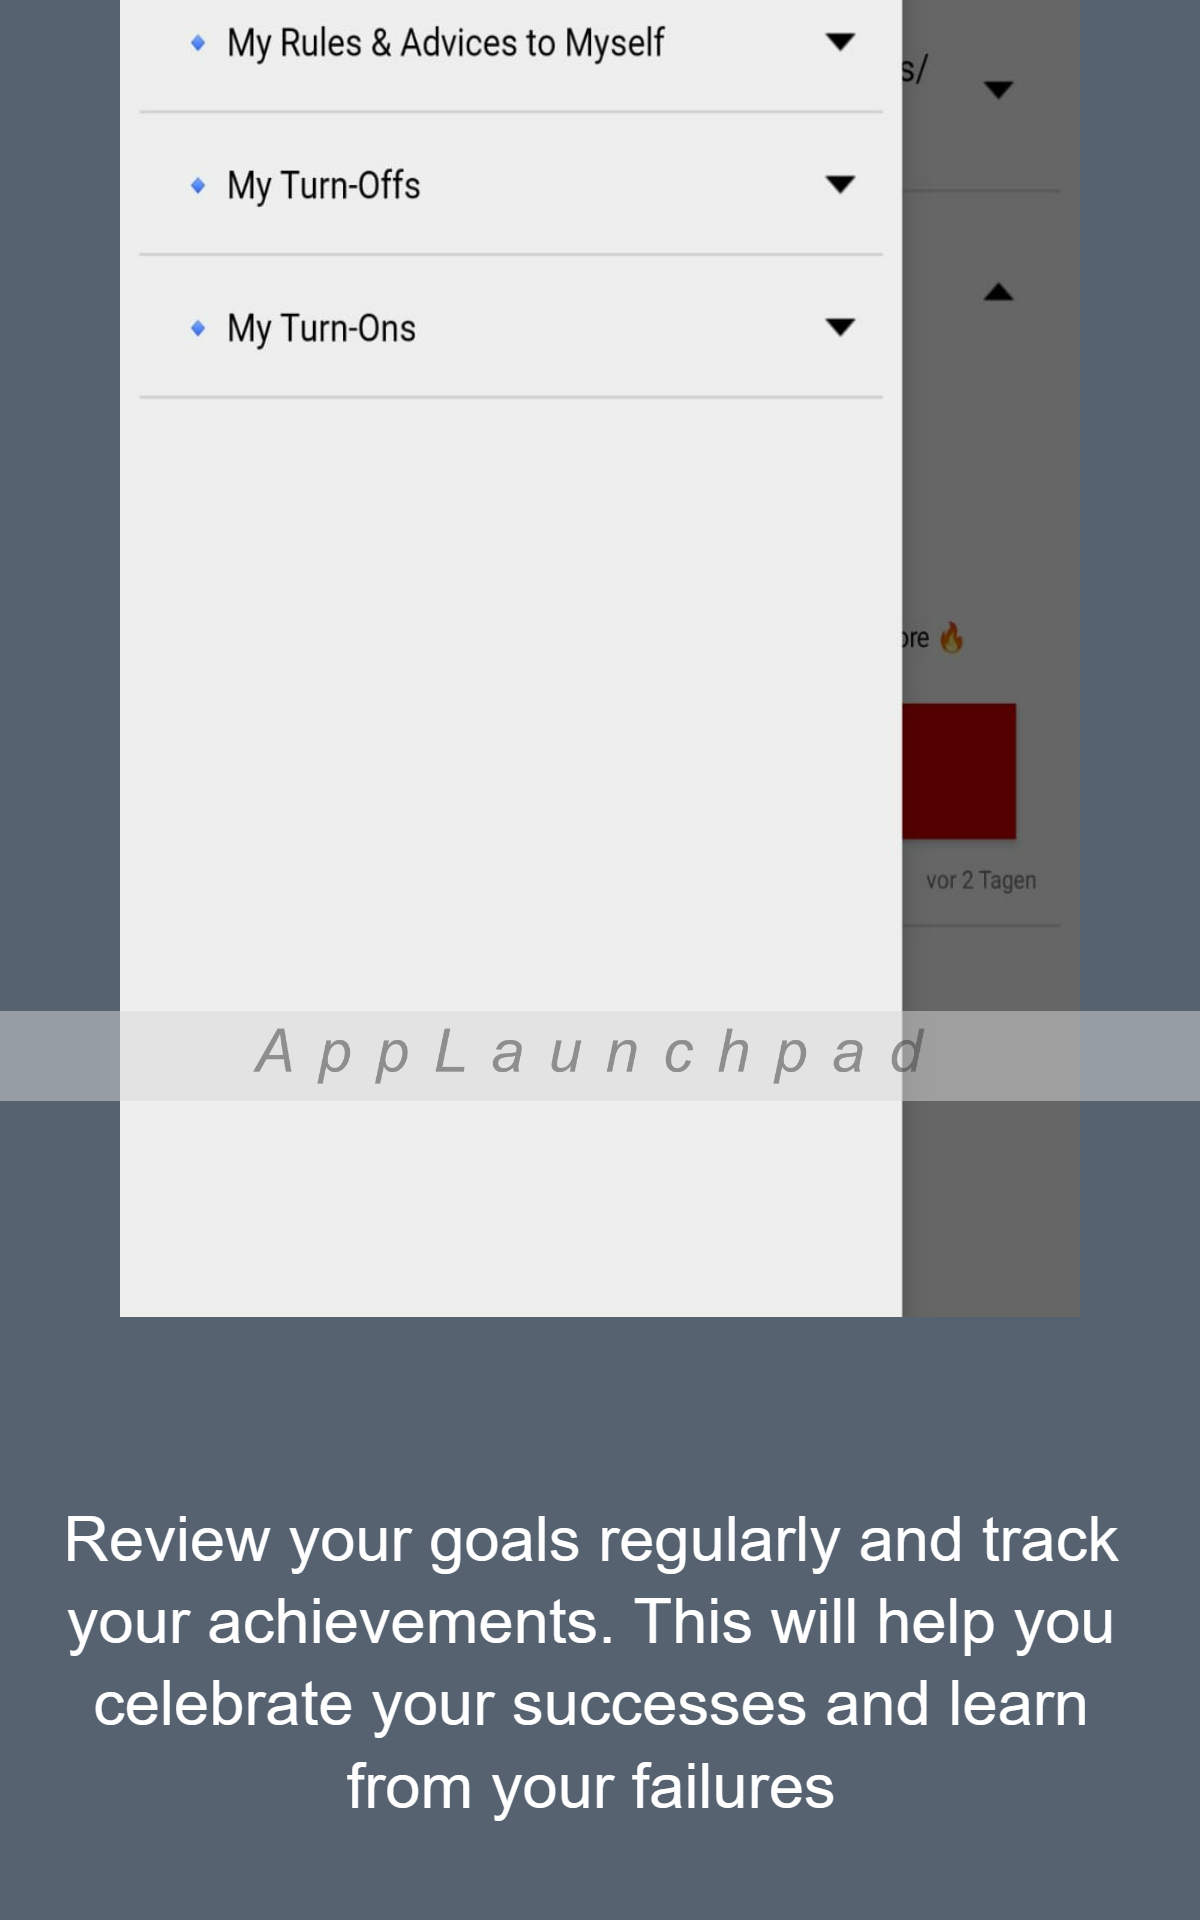 My Rules & Advices to Myself
s/
My Turn-Offs
My Turn-Ons
ore 🔥
vor 2 Tagen
AppLaunchpad
Review your goals regularly and track
your achievements. This will help you
celebrate your successes and learn
from your failures